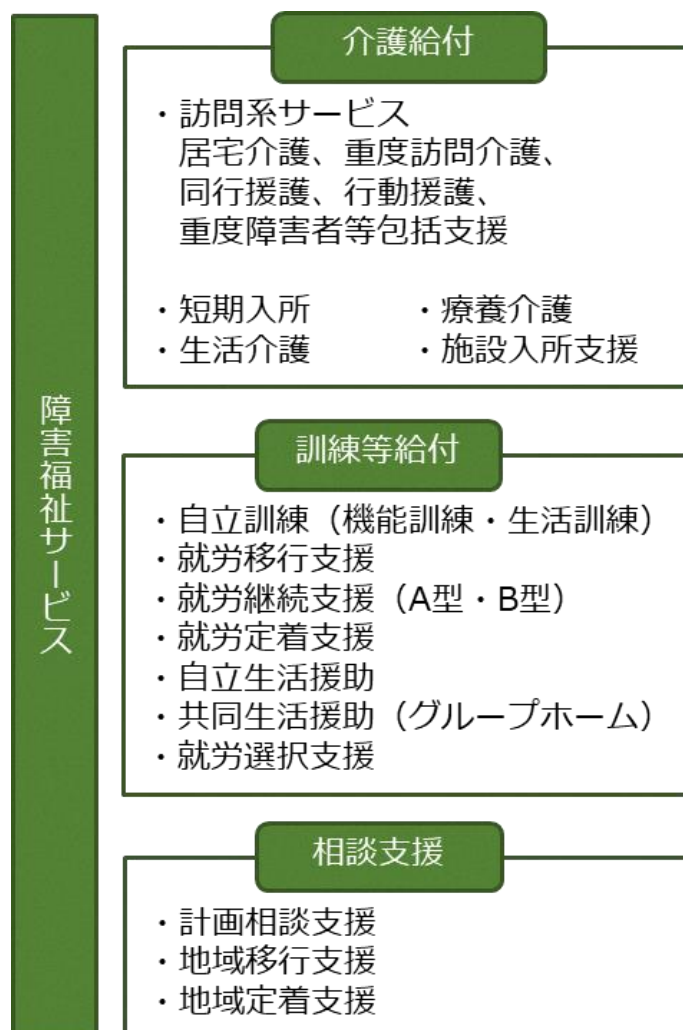 障害福祉サービス
介護給付
・訪問系サービス
居宅介護、重度訪問介護、
同行援護、行動援護、
重度障害者等包括支援
・短期入所 ・療養介護
・生活介護 ・施設入所支援
訓練等給付
・自立訓練（機能訓練・生活訓練）
・就労移行支援
・就労継続支援（A型・B型）
・就労定着支援
・自立生活援助
・共同生活援助（グループホーム）
・就労選択支援
相談支援
・計画相談支援
・地域移行支援
・地域定着支援